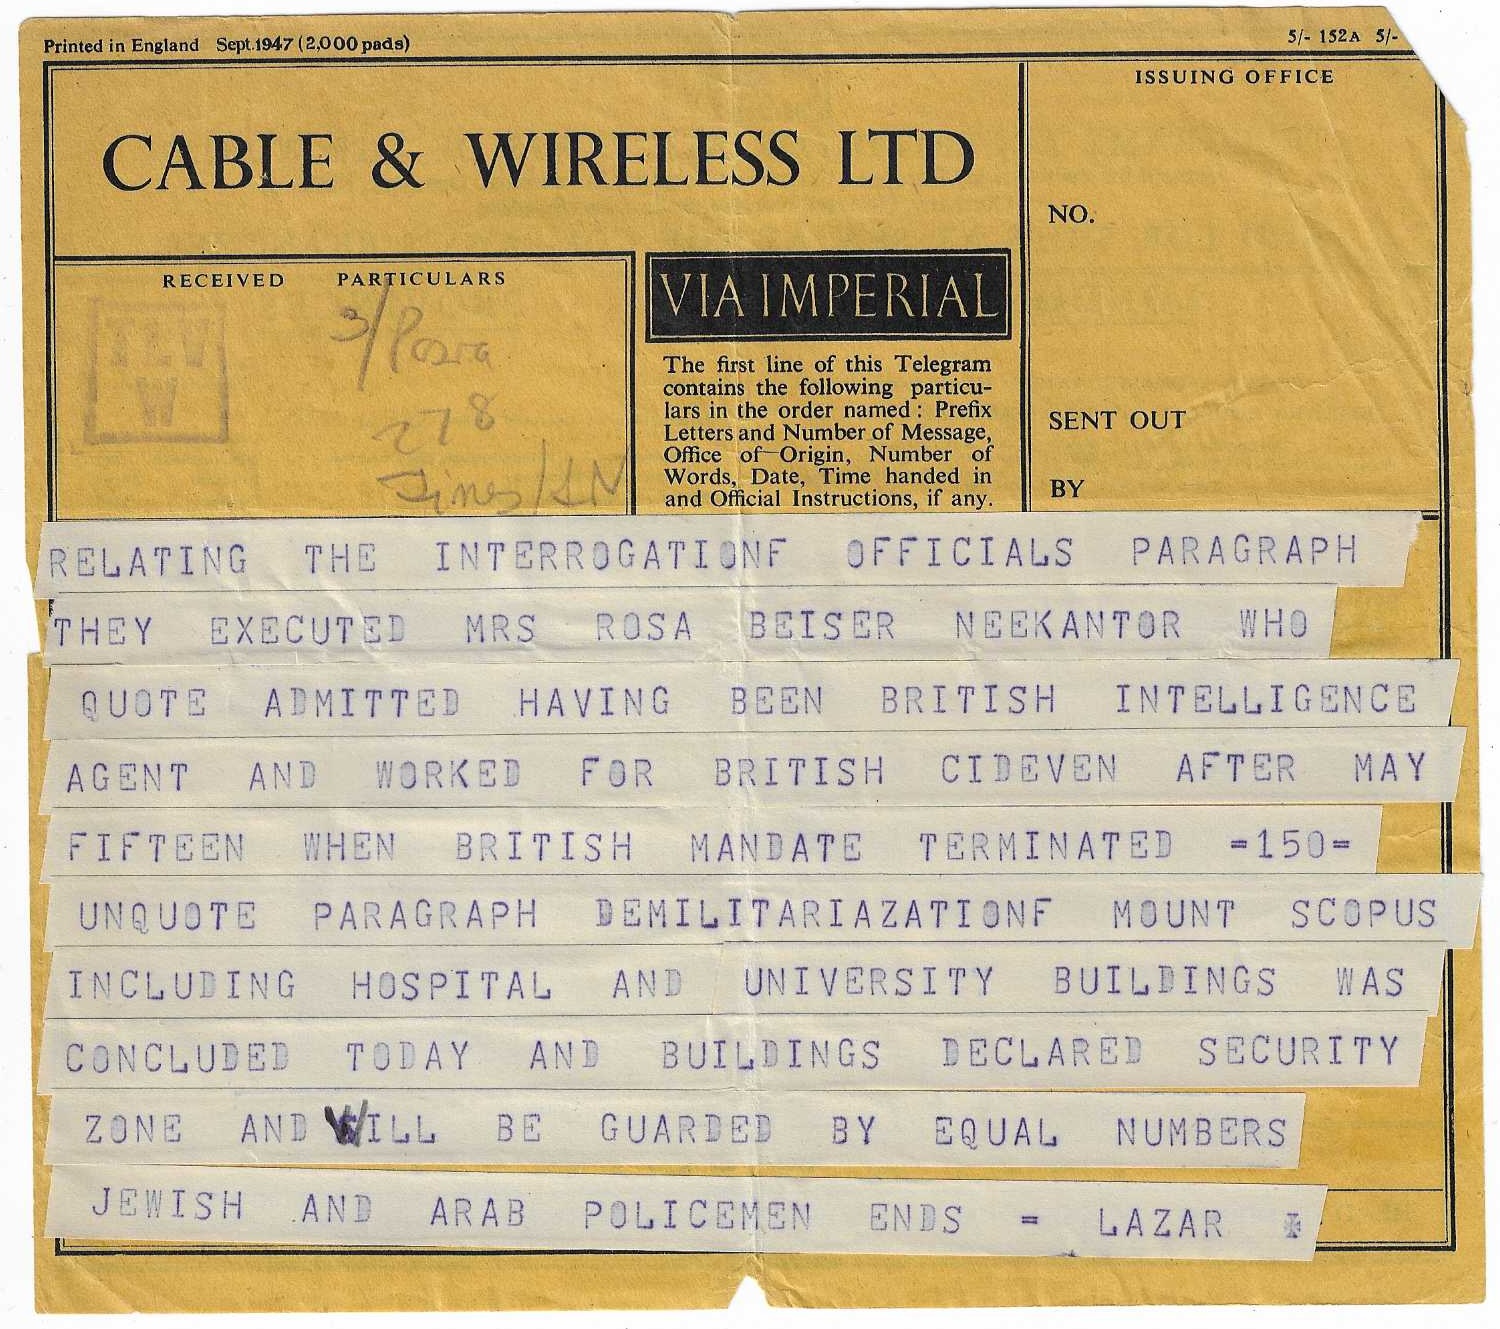 Printed in England Sept.1947 (2,000 pads)
5/- 152A 5/-
CABLE & WIRELESS LTD
ISSUING OFFICE
NO.
SENT OUT
BY
RECEIVED PARTICULARS
3/
278
VIA IMPERIAL
The first line of this Telegram
contains the following particu-
lars in the order named : Prefix
Letters and Number of Message,
Office of Origin, Number of
Words, Date, Time handed in
and Official Instructions, if any.
RELATING THE INTERROGATIONF OFFICIALS PARAGRAPH
THEY EXECUTED MRS ROSA BEISER NEEKANTOR WHO
QUOTE ADMITTED HAVING BEEN BRITISH INTELLIGENCE
AGENT AND WORKED FOR BRITISH CIDEVEN AFTER MAY
FIFTEEN WHEN BRITISH MANDATE TERMINATED =150=
UNQUOTE PARAGRAPH DEMILITARIAZATIONF MOUNT SCOPUS
INCLUDING HOSPITAL AND UNIVERSITY BUILDINGS WAS
CONCLUDED TODAY AND BUILDINGS DECLARED SECURITY
ZONE AND WILL BE GUARDED BY EQUAL NUMBERS
JEWISH AND ARAB POLICEMEN ENDS = LAZAR